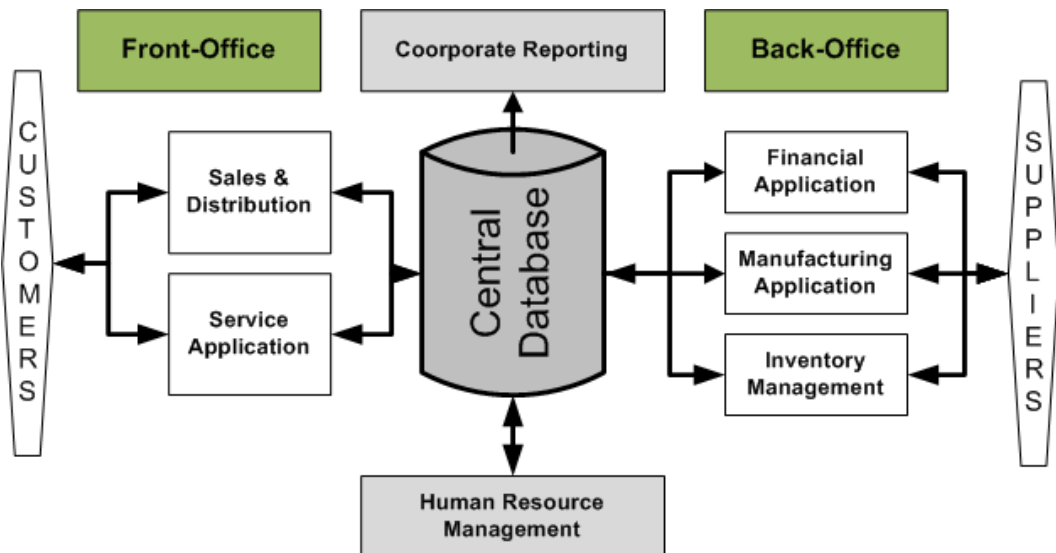 Front-Office
Coorporate Reporting
Back-Office
CUSTOMERS
Sales &
Distribution
Service
Application
Central
Database
Financial
Application
Manufacturing
Application
Inventory
Management
SUPPLIERS
Human Resource
Management